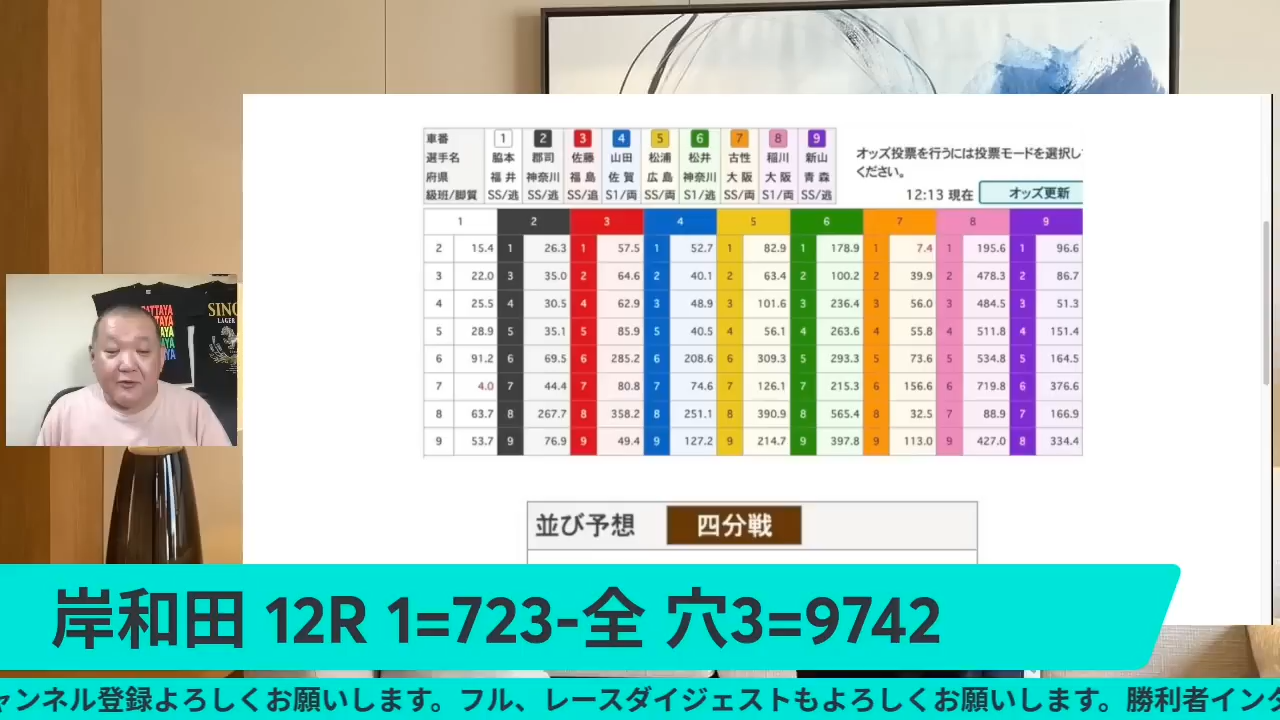 車番 1 2 3 4 5 6 7 8 9
選手名 脇本 郡司 佐藤 山田 松浦 松井 古性 稲川 新山
府県 福井 神奈川 福島 佐賀 広島 神奈川 大阪 大阪 青森
級班/脚質 SS/逃 SS/逃 SS/追 S1/両 SS/両 S1/逃 SS/両 S1/両 SS/逃
オッズ投票を行うには投票モードを選択し
ください。
12:13 現在 オッズ更新
1 2 3 4 5 6 7 8 9
2 15.4 1 26.3 1 57.5 1 52.7 1 82.9 1 178.9 1 7.4 1 195.6 1 96.6
3 22.0 3 35.0 2 64.6 2 40.1 2 63.4 2 100.2 2 39.9 2 478.3 2 86.7
4 25.5 4 30.5 4 62.9 3 48.9 3 101.6 3 236.4 3 56.0 3 484.5 3 51.3
5 28.9 5 35.1 5 85.9 5 40.5 4 56.1 4 263.6 4 55.8 4 511.8 4 151.4
6 91.2 6 69.5 6 285.2 6 208.6 6 309.3 5 293.3 5 73.6 5 534.8 5 164.5
7 4.0 7 44.4 7 80.8 7 74.6 7 126.1 7 215.3 6 156.6 6 719.8 6 376.6
8 63.7 8 267.7 8 358.2 8 251.1 8 390.9 8 565.4 8 32.5 7 88.9 7 166.9
9 53.7 9 76.9 9 49.4 9 127.2 9 214.7 9 397.8 9 113.0 9 427.0 8 334.4
並び予想 四分戦
岸和田 12R 1=723-全 穴3=9742
ャンネル登録よろしくお願いします。フル、レースダイジェストもよろしくお願いします。勝利者インタ